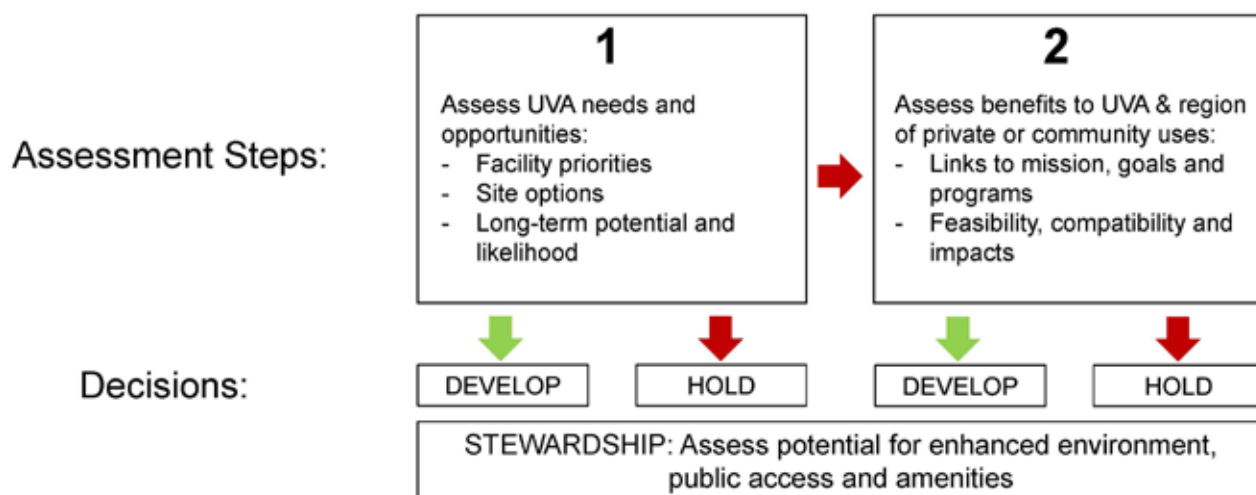 Assessment Steps:
1
Assess UVA needs and
opportunities:
- Facility priorities
- Site options
- Long-term potential and
likelihood
2
Assess benefits to UVA & region
of private or community uses:
- Links to mission, goals and
programs
- Feasibility, compatibility and
impacts
Decisions:
DEVELOP
HOLD
DEVELOP
HOLD
STEWARDSHIP: Assess potential for enhanced environment,
public access and amenities